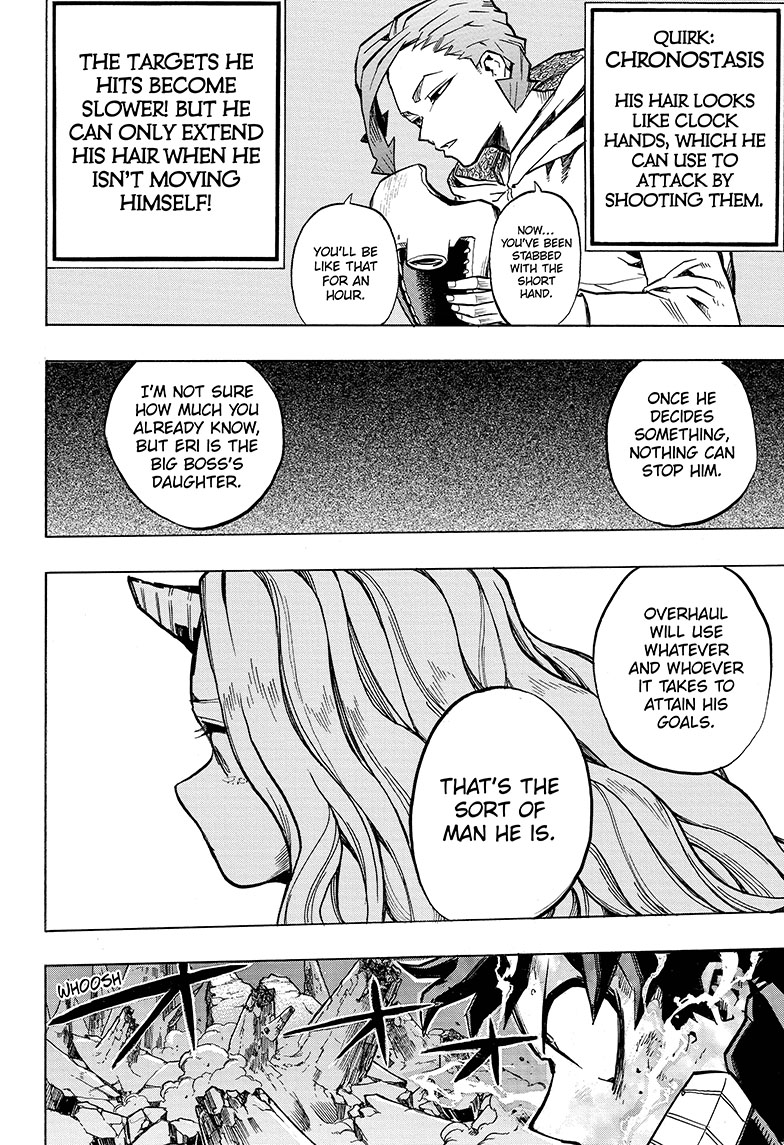 QUIRK:
CHRONOSTASIS
HIS HAIR LOOKS
LIKE CLOCK
HANDS, WHICH HE
CAN USE TO
ATTACK BY
SHOOTING THEM.
THE TARGETS HE
HITS BECOME
SLOWER! BUT HE
CAN ONLY EXTEND
HIS HAIR WHEN HE
ISN'T MOVING
HIMSELF!
NOW...
YOU'VE BEEN
STABBED
WITH THE
SHORT
HAND.
YOU'LL BE
LIKE THAT
FOR AN
HOUR.
ONCE HE
DECIDES
SOMETHING,
NOTHING CAN
STOP HIM.
I'M NOT SURE
HOW MUCH YOU
ALREADY KNOW,
BUT ERI IS THE
BIG BOSS'S
DAUGHTER.
OVERHAUL
WILL USE
WHATEVER
AND WHOEVER
IT TAKES TO
ATTAIN HIS
GOALS.
THAT'S THE
SORT OF
MAN HE IS.
WHOOSH